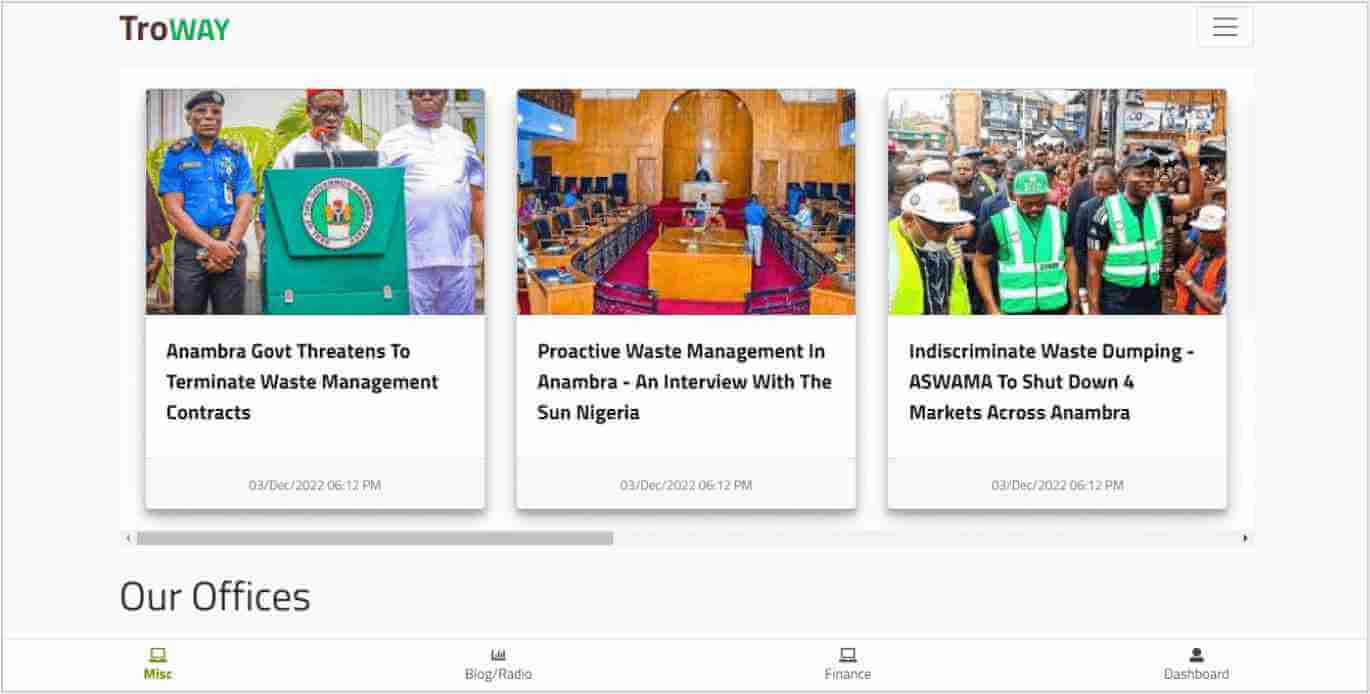 TroWAY
Anambra Govt Threatens To
Terminate Waste Management
Contracts
03/Dec/2022 06:12 PM
Proactive Waste Management In
Anambra - An Interview With The
Sun Nigeria
03/Dec/2022 06:12 PM
Indiscriminate Waste Dumping -
ASWAMA To Shut Down 4
Markets Across Anambra
03/Dec/2022 06:12 PM
Our Offices
Misc
Blog/Radio
Finance
Dashboard